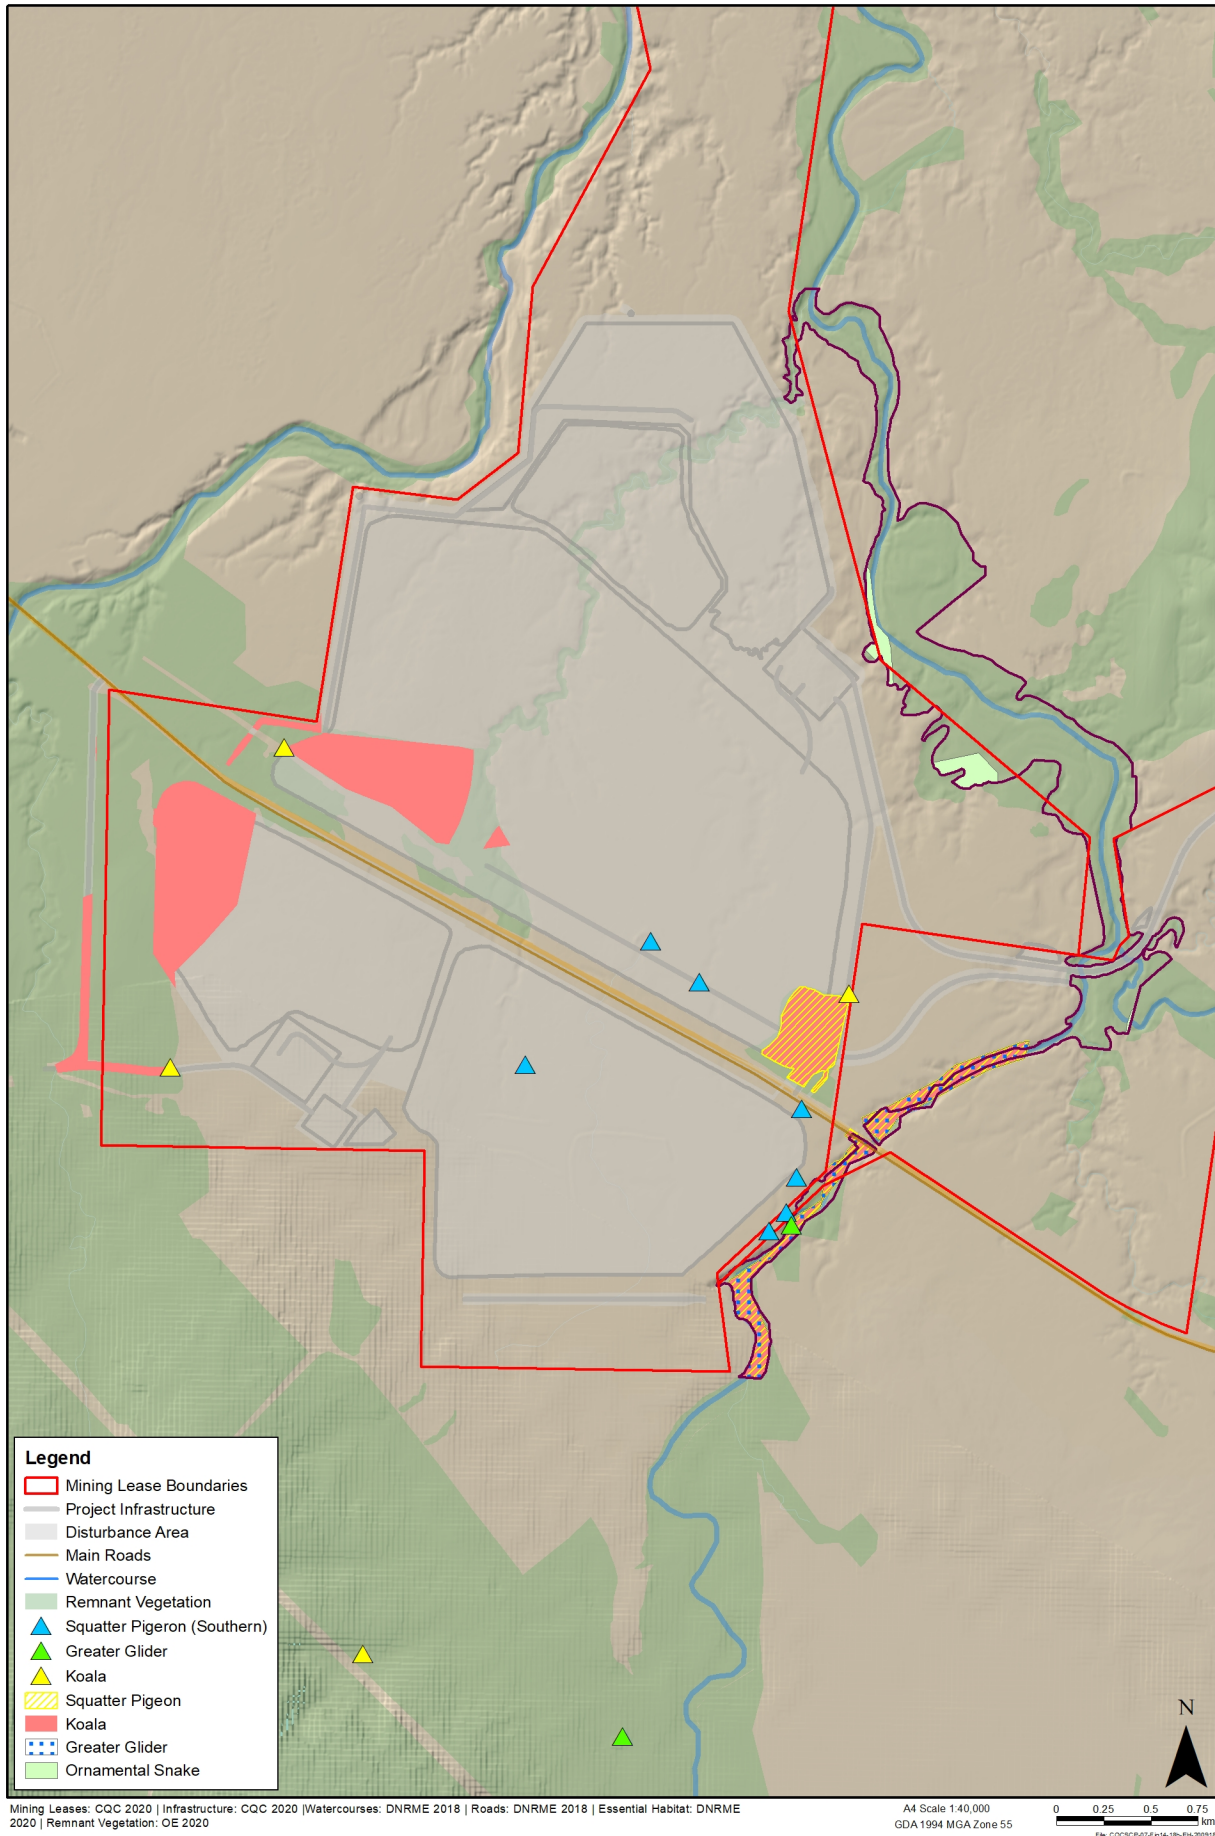 Legend
Mining Lease Boundaries
Project Infrastructure
Disturbance Area
Main Roads
Watercourse
Remnant Vegetation
Squatter Pigeron (Southern)
Greater Glider
Koala
Squatter Pigeon
Koala
Greater Glider
Ornamental Snake
N
Mining Leases: CQC 2020 | Infrastructure: CQC 2020 |Watercourses: DNRME 2018 | Roads: DNRME 2018 | Essential Habitat: DNRME
2020 | Remnant Vegetation: OE 2020
A4 Scale 1:40,000
GDA 1994 MGA Zone 55
0 0.25 0.5 0.75
km